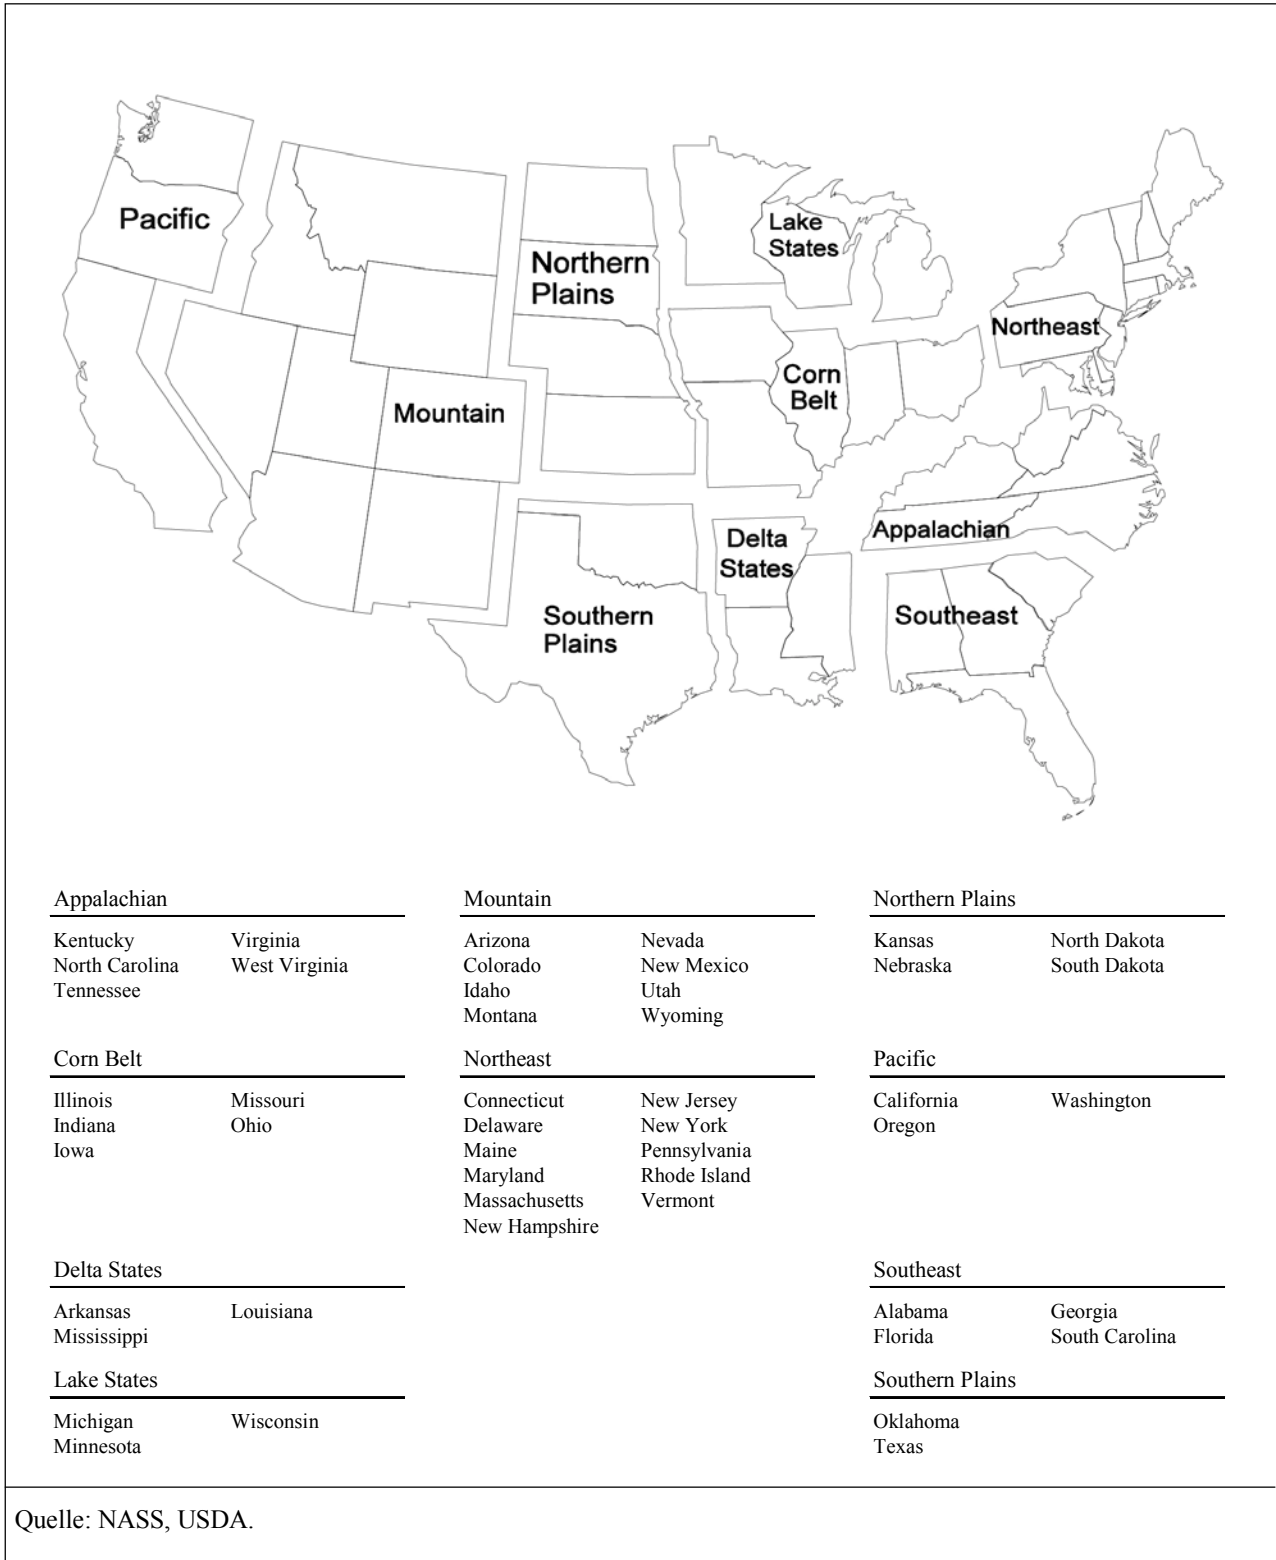 Pacific
Lake
States
Northern
Plains
Northeast
Corn
Belt
Mountain
Appalachian
Delta
States
Southern
Plains
Southeast
Appalachian
Kentucky Virginia
North Carolina West Virginia
Tennessee
Mountain
Arizona Nevada
Colorado New Mexico
Idaho Utah
Montana Wyoming
Northern Plains
Kansas North Dakota
Nebraska South Dakota
Corn Belt
Illinois Missouri
Indiana Ohio
Iowa
Northeast
Connecticut New Jersey
Delaware New York
Maine Pennsylvania
Maryland Rhode Island
Massachusetts Vermont
New Hampshire
Pacific
California Washington
Oregon
Delta States
Arkansas Louisiana
Mississippi
Southeast
Alabama Georgia
Florida South Carolina
Lake States
Michigan Wisconsin
Minnesota
Southern Plains
Oklahoma
Texas
Quelle: NASS, USDA.